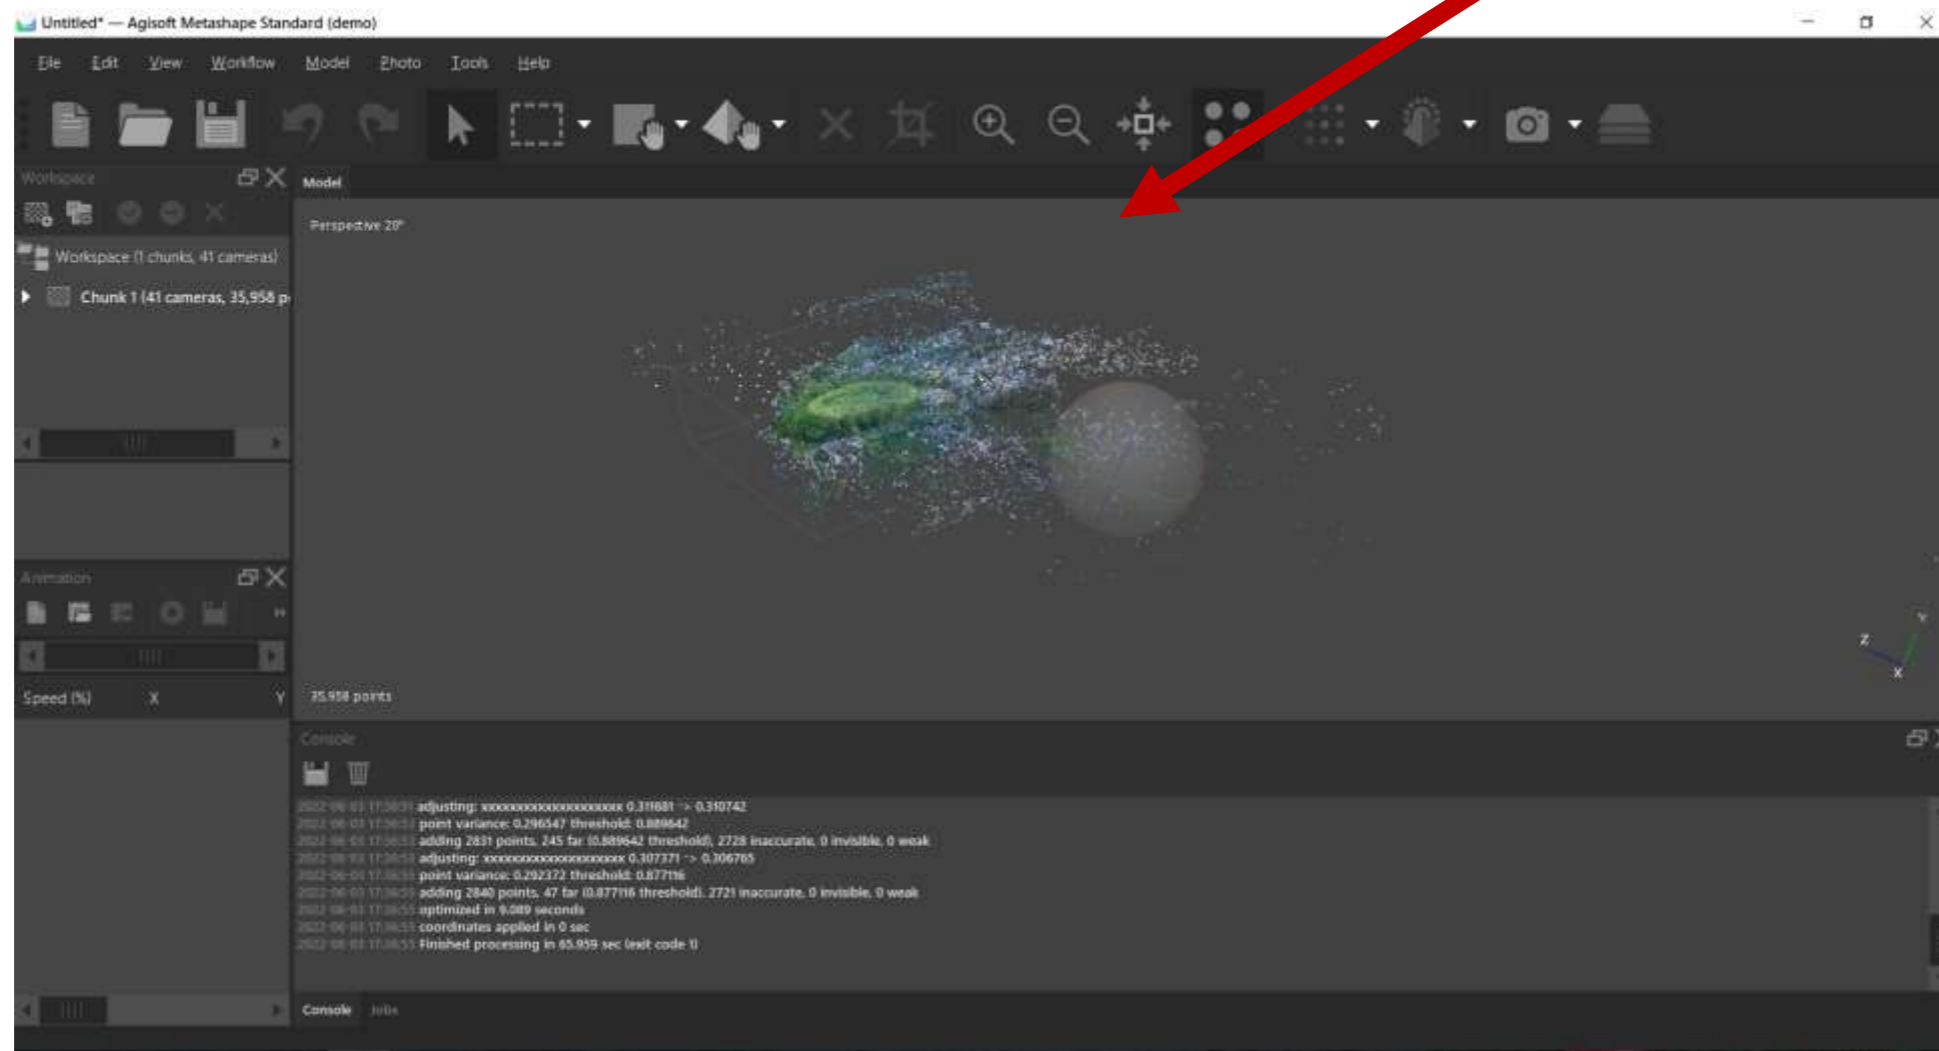 Untitled* — Agisoft Metashape Standard (demo)
File Edit View Workflow Model Photo Tools Help
Workspace
Model
Perspective 20°
Workspace (1 chunks, 41 cameras)
Chunk 1 (41 cameras, 35,958 p
Animation
Speed (%) X Y
35,958 points
Z Y X
Console
adjusting: xxxxxxxxxxxxxxxxxxxx 0.311681 -> 0.310742
point variance: 0.296547 threshold: 0.889642
adding 2831 points, 245 far (0.889642 threshold), 2728 inaccurate, 0 invisible, 0 weak
adjusting: xxxxxxxxxxxxxxxxxxxx 0.307371 -> 0.306765
point variance: 0.292372 threshold: 0.877116
adding 2840 points, 47 far (0.877116 threshold), 2721 inaccurate, 0 invisible, 0 weak
optimized in 9.089 seconds
coordinates applied in 0 sec
Finished processing in 65.959 sec (exit code 1)
Console Jobs